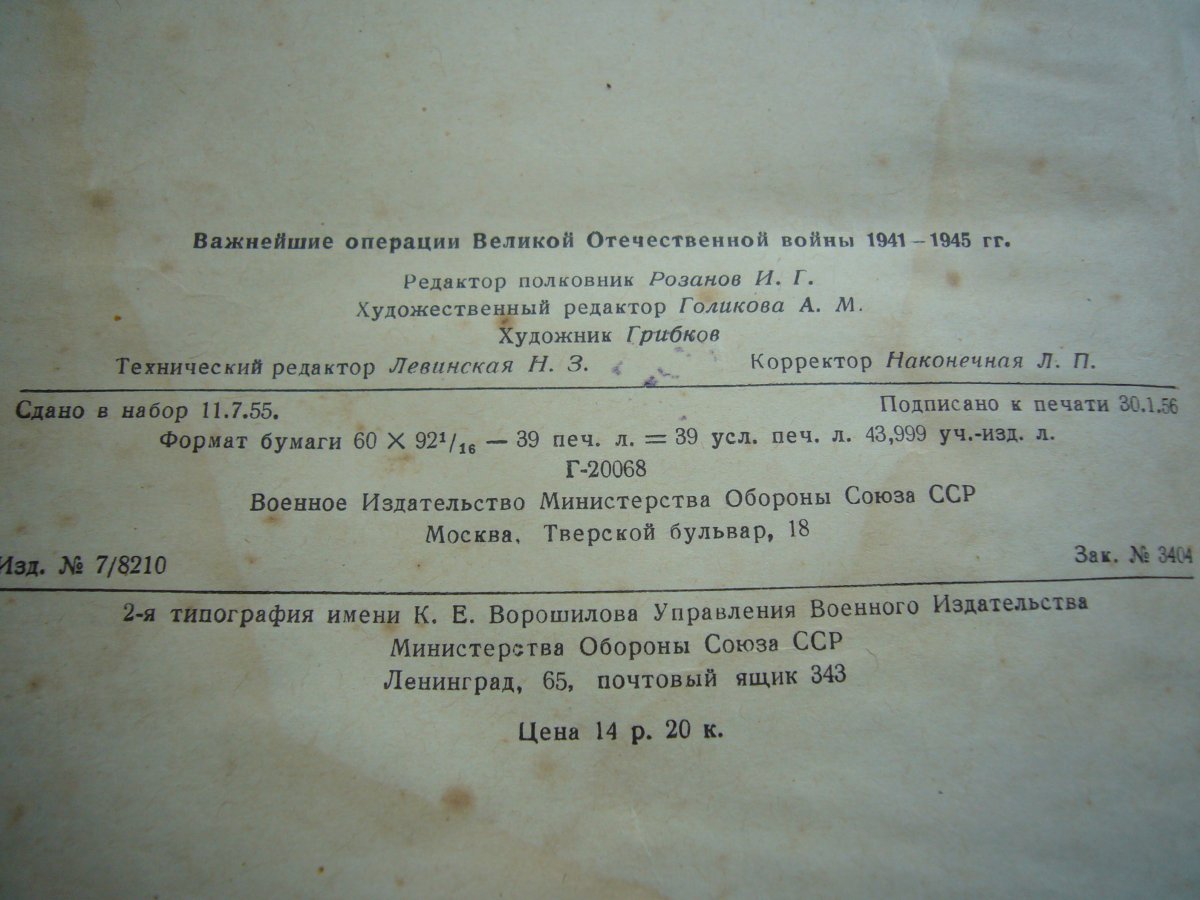 Важнейшие операции Великой Отечественной войны 1941 – 1945 гг.
Редактор полковник Розанов И. Г.
Художественный редактор Голикова А. М.
Художник Грибков
Технический редактор Левинская Н. З. Корректор Наконечная Л. П.
Сдано в набор 11.7.55. Подписано к печати 30.1.56
Формат бумаги 60 × 92¹/₁₆ — 39 печ. л. = 39 усл. печ. л. 43,999 уч.-изд. л.
Г-20068
Военное Издательство Министерства Обороны Союза ССР
Москва, Тверской бульвар, 18
Изд. № 7/8210 Зак. № 3404
2-я типография имени К. Е. Ворошилова Управления Военного Издательства
Министерства Обороны Союза ССР
Ленинград, 65, почтовый ящик 343
Цена 14 р. 20 к.